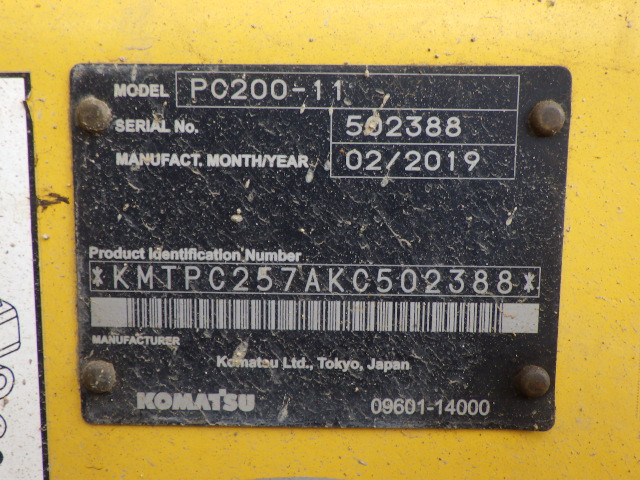 MODEL PC200-11
SERIAL No. 502388
MANUFACT. MONTH/YEAR 02/2019
Product Identification Number
*KMTPC257AKC502388*
MANUFACTURER
Komatsu Ltd., Tokyo, Japan
KOMATSU 09601-14000